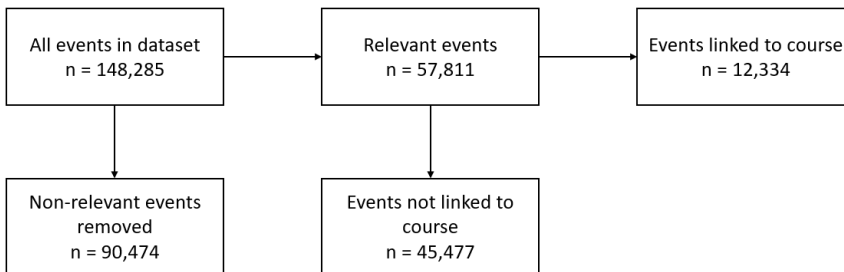 All events in dataset
n = 148,285
Relevant events
n = 57,811
Events linked to course
n = 12,334
Non-relevant events
removed
n = 90,474
Events not linked to
course
n = 45,477